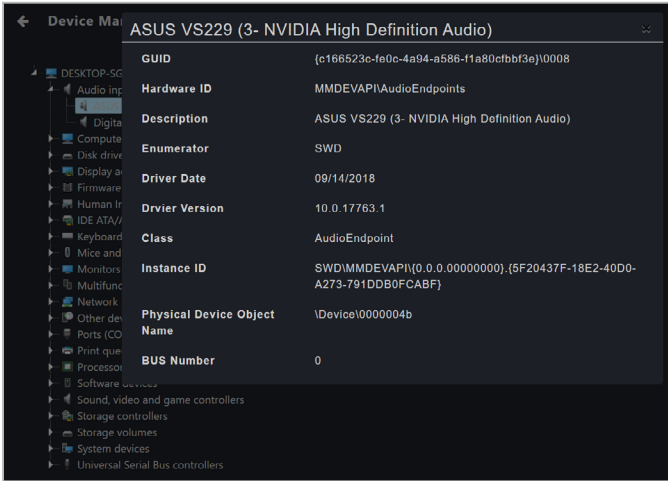 Device Ma
ASUS VS229 (3- NVIDIA High Definition Audio)
GUID {c166523c-fe0c-4a94-a586-f1a80cfbbf3e}\0008
DESKTOP-SG
Audio inp
Hardware ID MMDEVAPI\AudioEndpoints
Description ASUS VS229 (3- NVIDIA High Definition Audio)
Digita
Compute
Enumerator SWD
Disk drive
Display a
Driver Date 09/14/2018
Firmware
Human In
Drvier Version 10.0.17763.1
IDE ATA/A
Keyboard
Class AudioEndpoint
Mice and
Monitors
Instance ID SWD\MMDEVAPI\{0.0.0.00000000}.{5F20437F-18E2-40D0-
A273-791DDB0FCABF}
Multifunc
Network
Other dev
Physical Device Object
Name \Device\0000004b
Ports (CO
Print que
BUS Number 0
Processor
Software devices
Sound, video and game controllers
Storage controllers
Storage volumes
System devices
Universal Serial Bus controllers